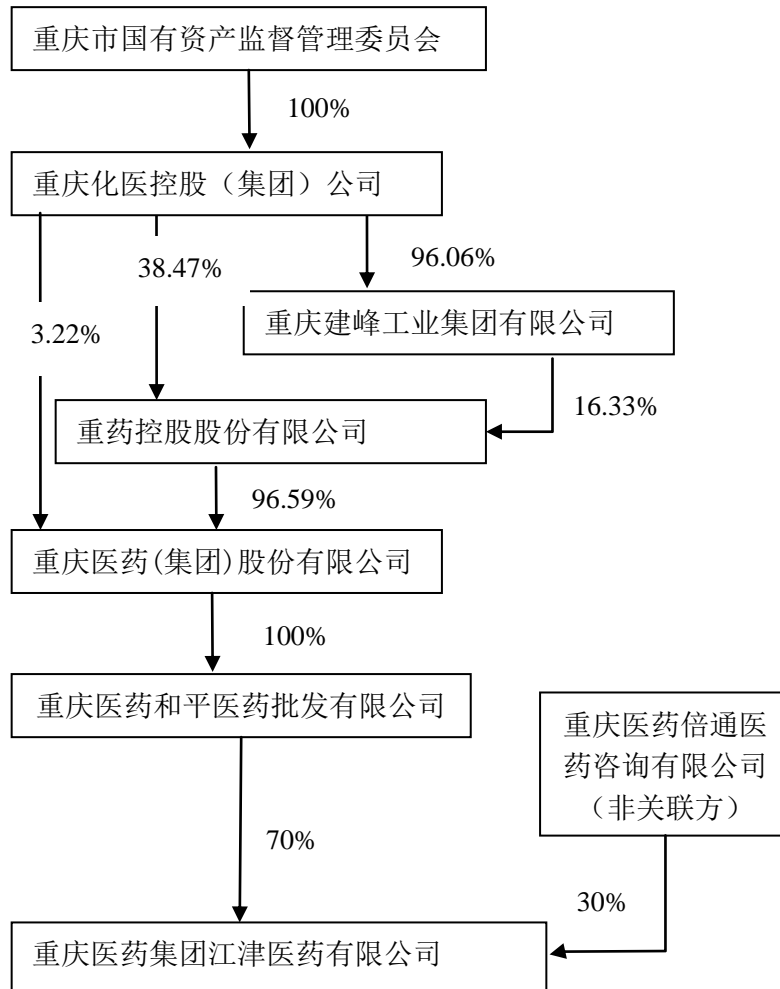 重庆市国有资产监督管理委员会
100%
重庆化医控股（集团）公司
38.47%
96.06%
3.22%
重庆建峰工业集团有限公司
16.33%
重药控股股份有限公司
96.59%
重庆医药(集团)股份有限公司
100%
重庆医药和平医药批发有限公司
重庆医药倍通医
药咨询有限公司
（非关联方）
70%
30%
重庆医药集团江津医药有限公司